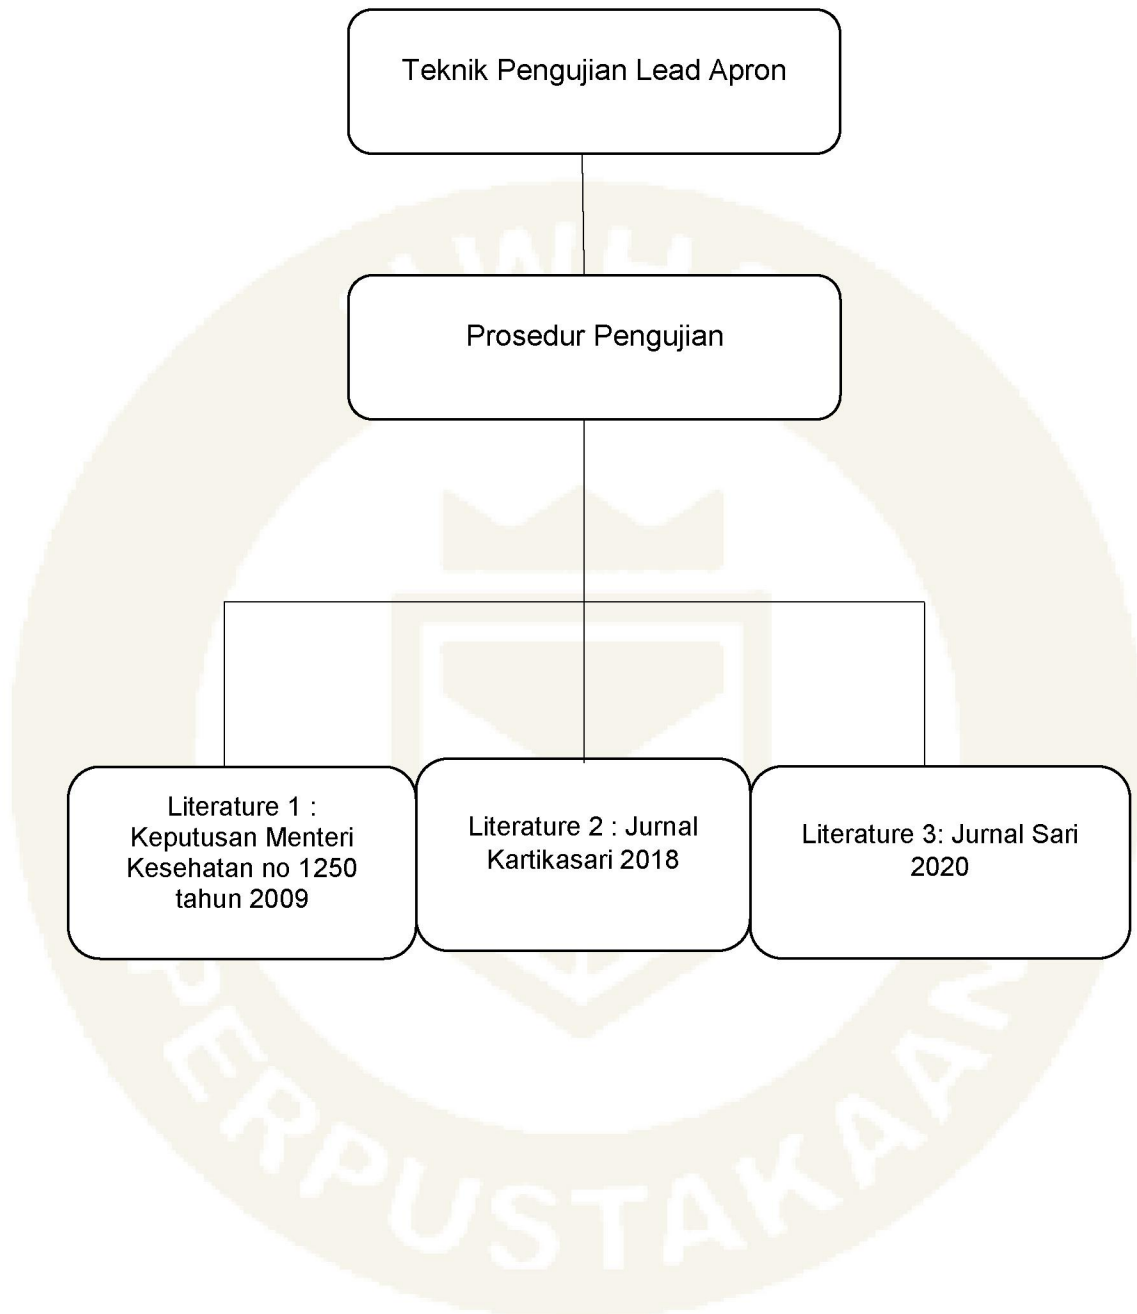 Teknik Pengujian Lead Apron
Prosedur Pengujian
Literature 1 :
Keputusan Menteri
Kesehatan no 1250
tahun 2009
Literature 2 : Jurnal
Kartikasari 2018
Literature 3: Jurnal Sari
2020
PERPUSTAKAAN